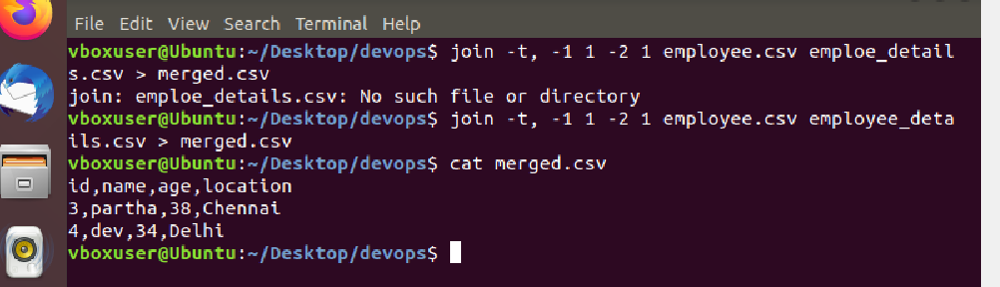 File Edit View Search Terminal Help
vboxuser@Ubuntu:~/Desktop/devops$ join -t, -1 1 -2 1 employee.csv emploe_detail
s.csv > merged.csv
join: emploe_details.csv: No such file or directory
vboxuser@Ubuntu:~/Desktop/devops$ join -t, -1 1 -2 1 employee.csv employee_deta
ils.csv > merged.csv
vboxuser@Ubuntu:~/Desktop/devops$ cat merged.csv
id,name,age,location
3,partha,38,Chennai
4,dev,34,Delhi
vboxuser@Ubuntu:~/Desktop/devops$